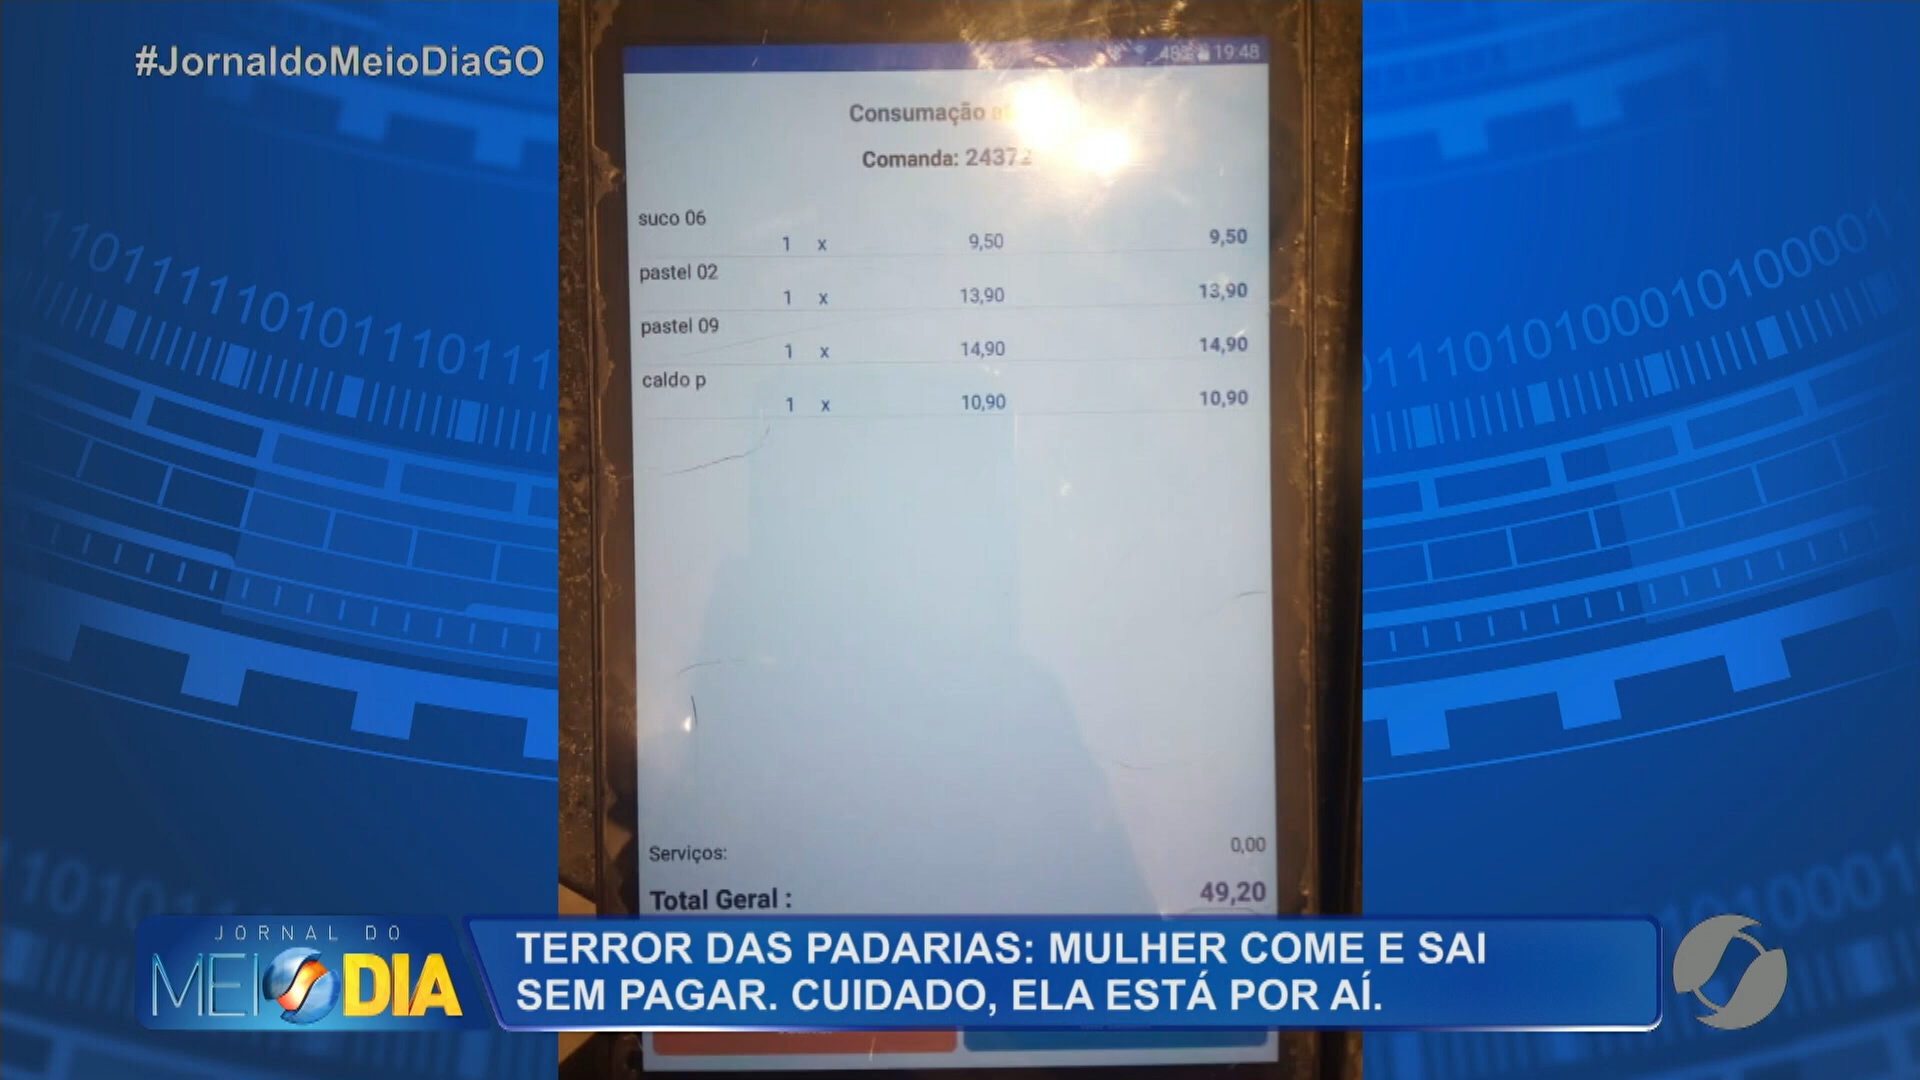 #JornaldoMeioDiaGO
48% 19:48
Consumação
Comanda: 24372
suco 06
1 x 9,50 9,50
pastel 02
1 x 13,90 13,90
pastel 09
1 x 14,90 14,90
caldo p
1 x 10,90 10,90
Serviços: 0,00
Total Geral : 49,20
JORNAL DO
MEIO DIA
TERROR DAS PADARIAS: MULHER COME E SAI
SEM PAGAR. CUIDADO, ELA ESTÁ POR AÍ.